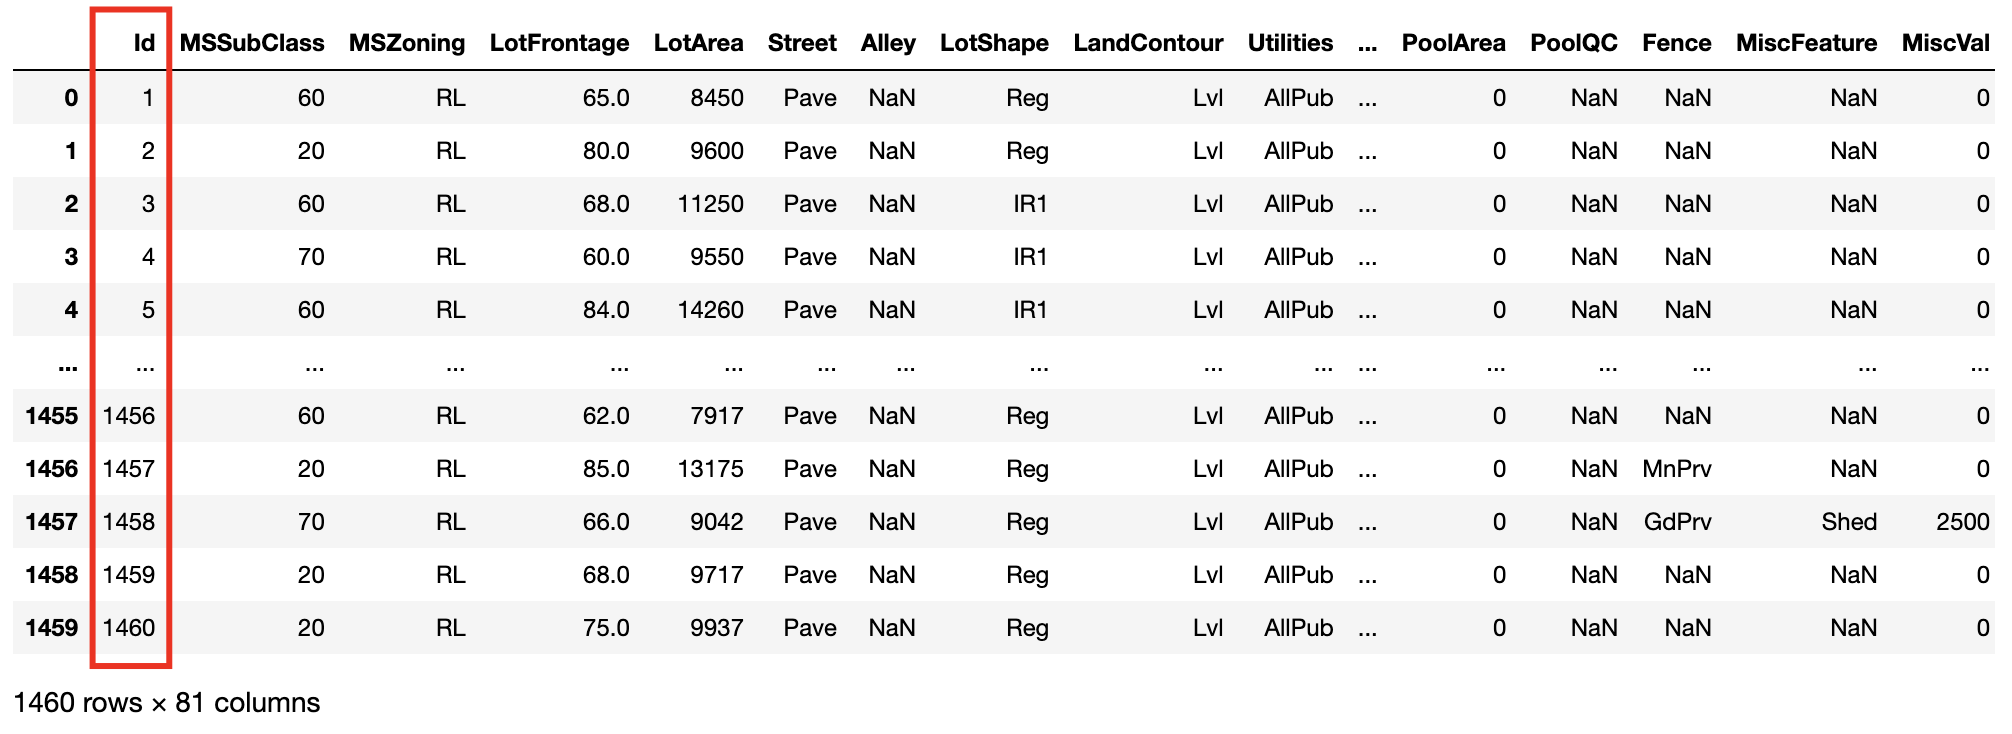 Id MSSubClass MSZoning LotFrontage LotArea Street Alley LotShape LandContour Utilities ... PoolArea PoolQC Fence MiscFeature MiscVal
0 1 60 RL 65.0 8450 Pave NaN Reg Lvl AllPub ... 0 NaN NaN NaN 0
1 2 20 RL 80.0 9600 Pave NaN Reg Lvl AllPub ... 0 NaN NaN NaN 0
2 3 60 RL 68.0 11250 Pave NaN IR1 Lvl AllPub ... 0 NaN NaN NaN 0
3 4 70 RL 60.0 9550 Pave NaN IR1 Lvl AllPub ... 0 NaN NaN NaN 0
4 5 60 RL 84.0 14260 Pave NaN IR1 Lvl AllPub ... 0 NaN NaN NaN 0
... ... ... ... ... ... ... ... ... ... ... ... ... ... ... ... ...
1455 1456 60 RL 62.0 7917 Pave NaN Reg Lvl AllPub ... 0 NaN NaN NaN 0
1456 1457 20 RL 85.0 13175 Pave NaN Reg Lvl AllPub ... 0 NaN MnPrv NaN 0
1457 1458 70 RL 66.0 9042 Pave NaN Reg Lvl AllPub ... 0 NaN GdPrv Shed 2500
1458 1459 20 RL 68.0 9717 Pave NaN Reg Lvl AllPub ... 0 NaN NaN NaN 0
1459 1460 20 RL 75.0 9937 Pave NaN Reg Lvl AllPub ... 0 NaN NaN NaN 0
1460 rows × 81 columns